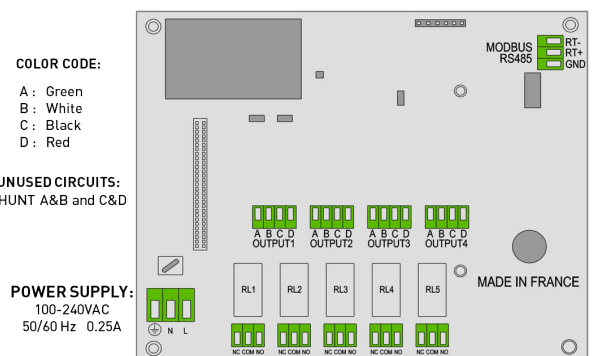 COLOR CODE:
A : Green
B : White
C : Black
D : Red
UNUSED CIRCUITS:
HUNT A&B and C&D
POWER SUPPLY:
100-240VAC
50/60 Hz 0.25A
N L
MODBUS
RS485
RT-
RT+
GND
A B C D
OUTPUT1
A B C D
OUTPUT2
A B C D
OUTPUT3
A B C D
OUTPUT4
MADE IN FRANCE
RL1
RL2
RL3
RL4
RL5
NC COM NO
NC COM NO
NC COM NO
NC COM NO
NC COM NO